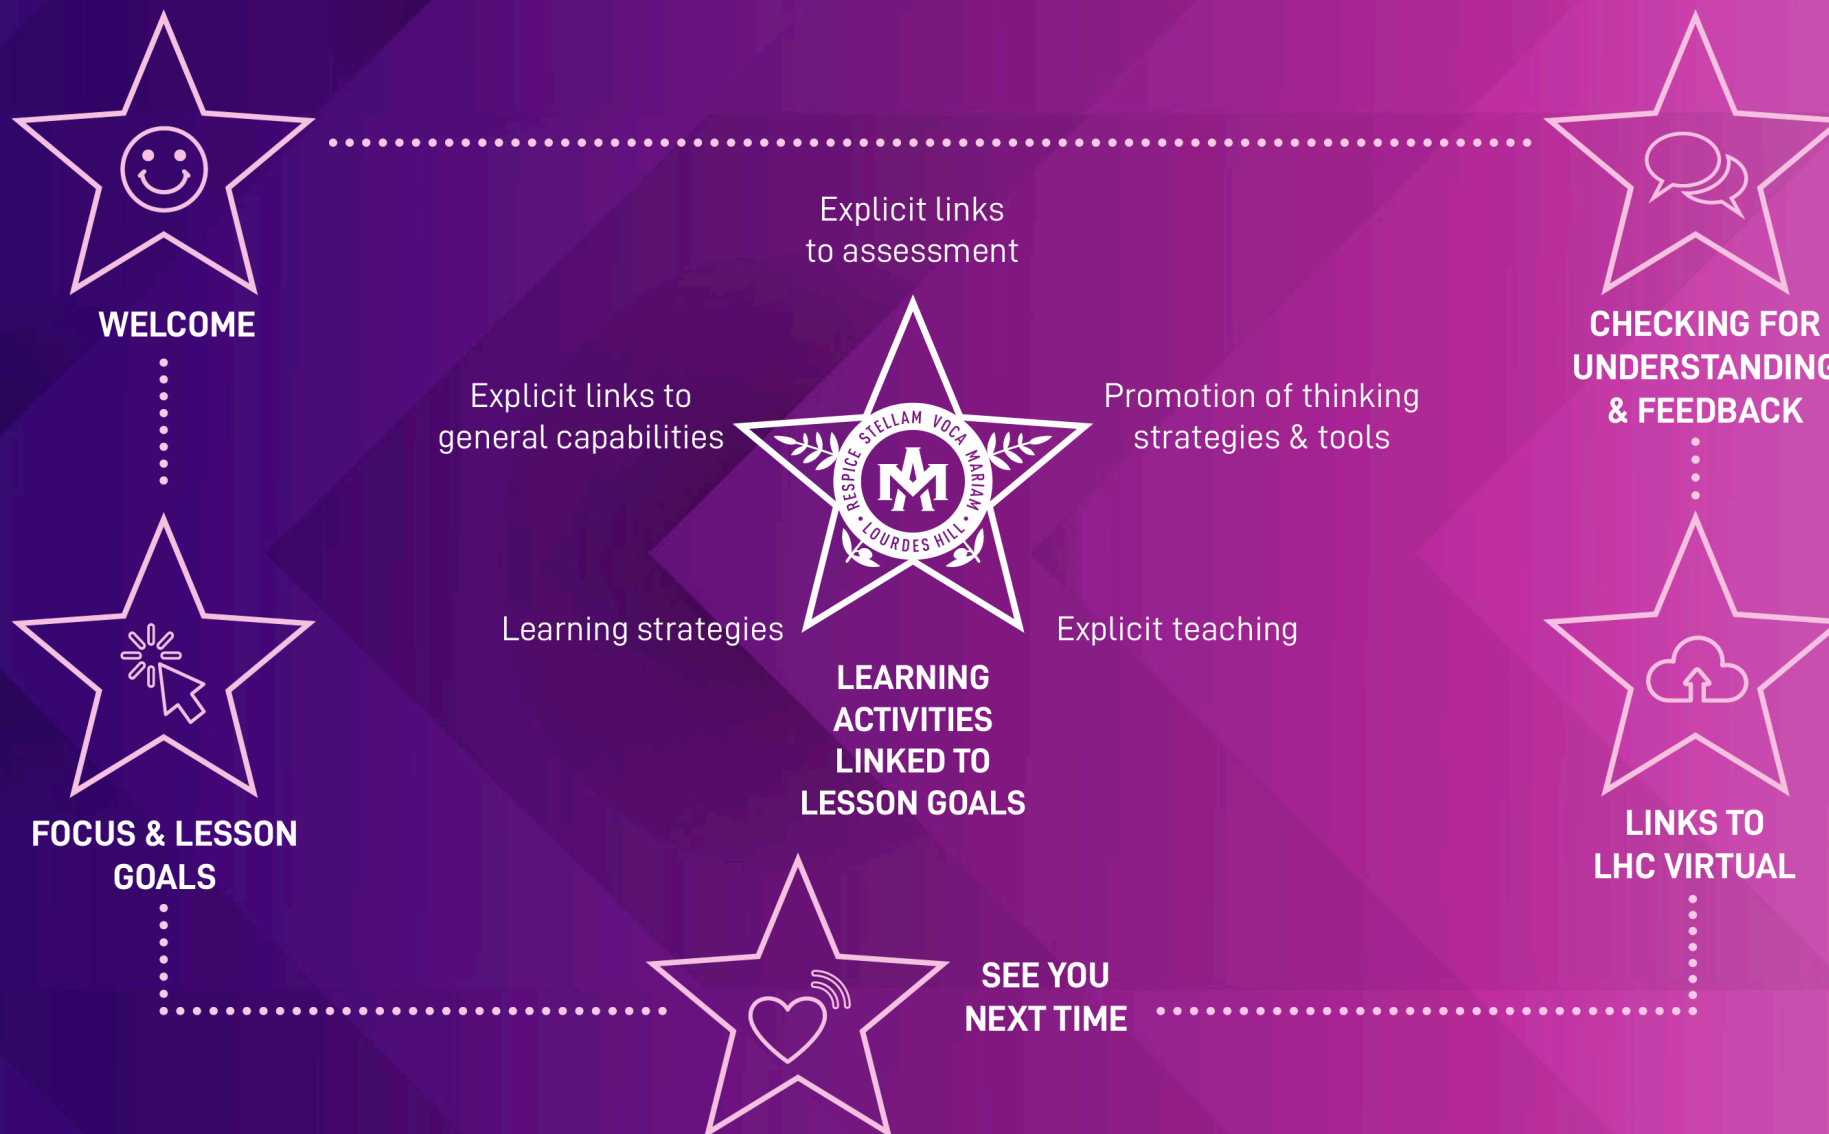 WELCOME
Explicit links
to assessment
CHECKING FOR
UNDERSTANDING
& FEEDBACK
Explicit links to
general capabilities
Promotion of thinking
strategies & tools
RESPICE STELLAM VOCA MARIAM
• LOURDES HILL •
Learning strategies
Explicit teaching
LEARNING
ACTIVITIES
LINKED TO
LESSON GOALS
FOCUS & LESSON
GOALS
LINKS TO
LHC VIRTUAL
SEE YOU
NEXT TIME